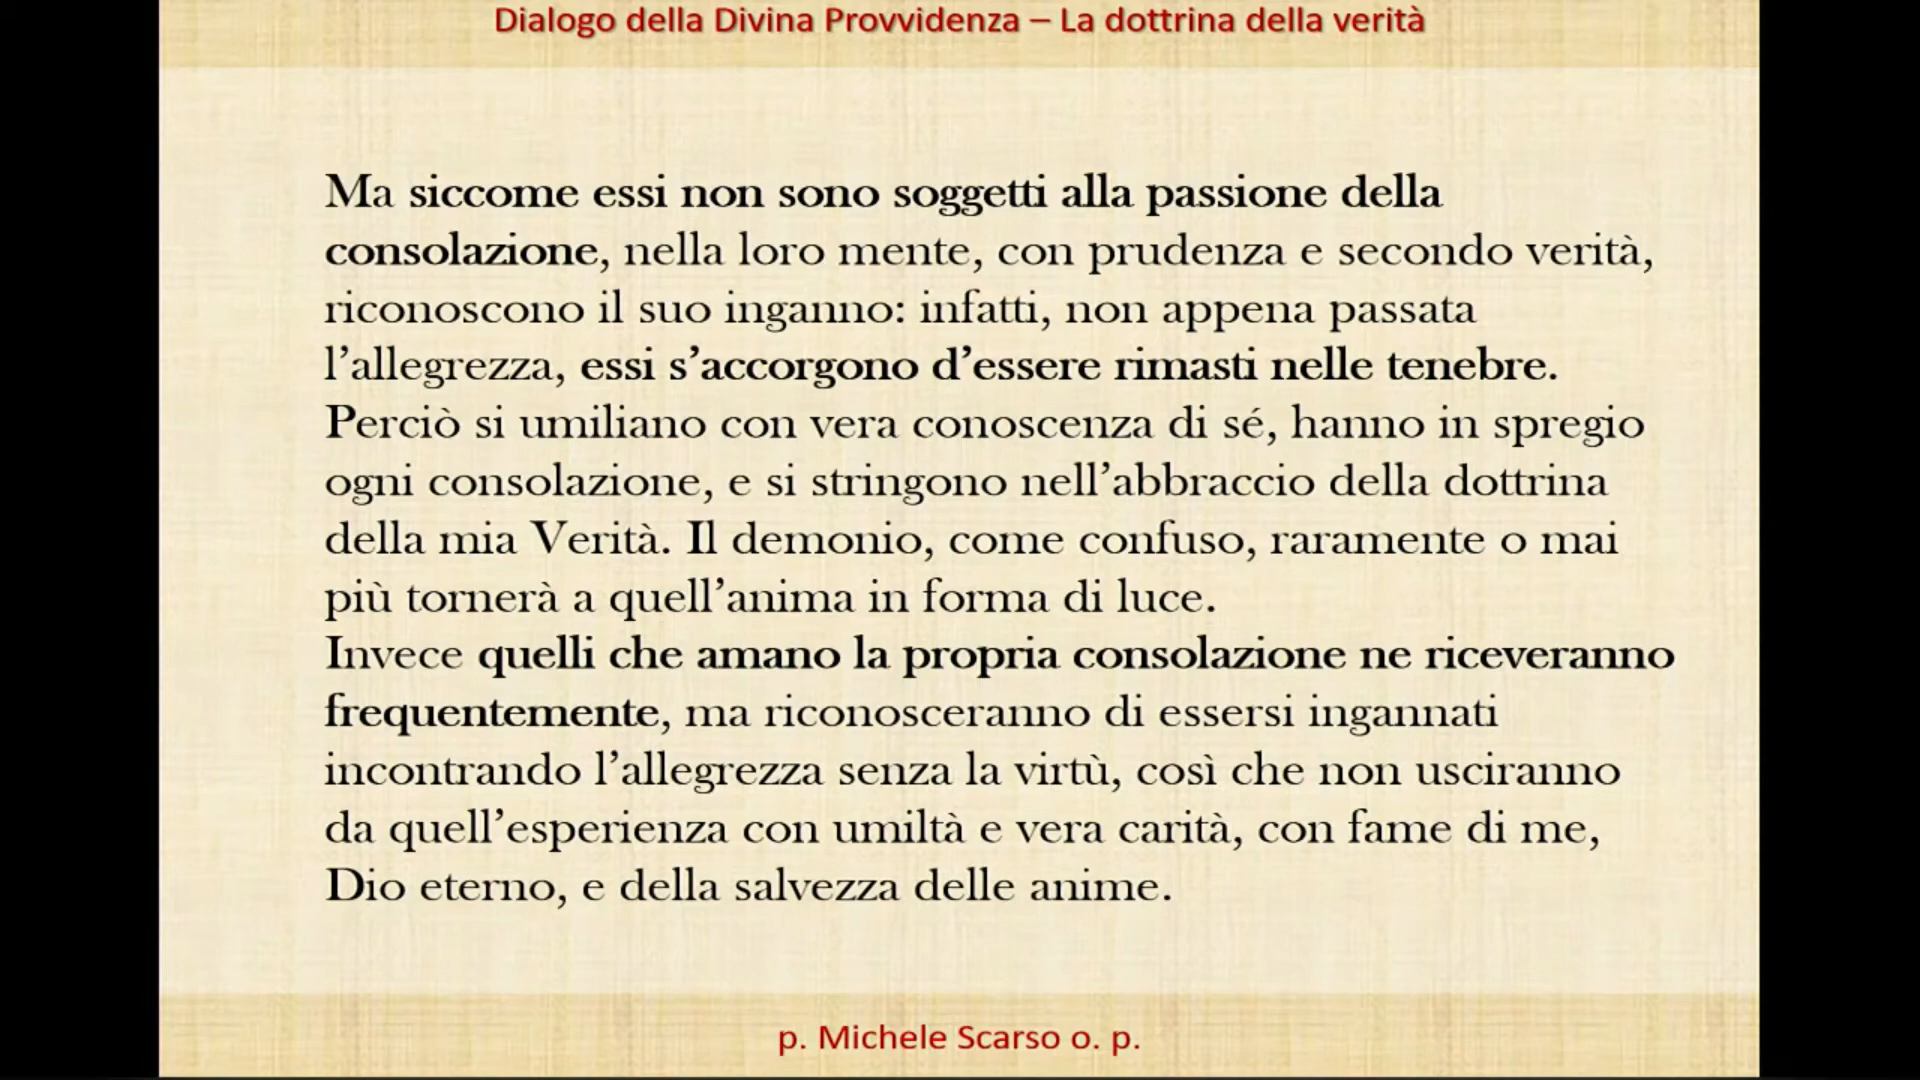 Dialogo della Divina Provvidenza – La dottrina della verità
Ma siccome essi non sono soggetti alla passione della
consolazione, nella loro mente, con prudenza e secondo verità,
riconoscono il suo inganno: infatti, non appena passata
l’allegrezza, essi s’accorgono d’essere rimasti nelle tenebre.
Perciò si umiliano con vera conoscenza di sé, hanno in spregio
ogni consolazione, e si stringono nell’abbraccio della dottrina
della mia Verità. Il demonio, come confuso, raramente o mai
più tornerà a quell’anima in forma di luce.
Invece quelli che amano la propria consolazione ne riceveranno
frequentemente, ma riconosceranno di essersi ingannati
incontrando l’allegrezza senza la virtù, così che non usciranno
da quell’esperienza con umiltà e vera carità, con fame di me,
Dio eterno, e della salvezza delle anime.
p. Michele Scarso o. p.